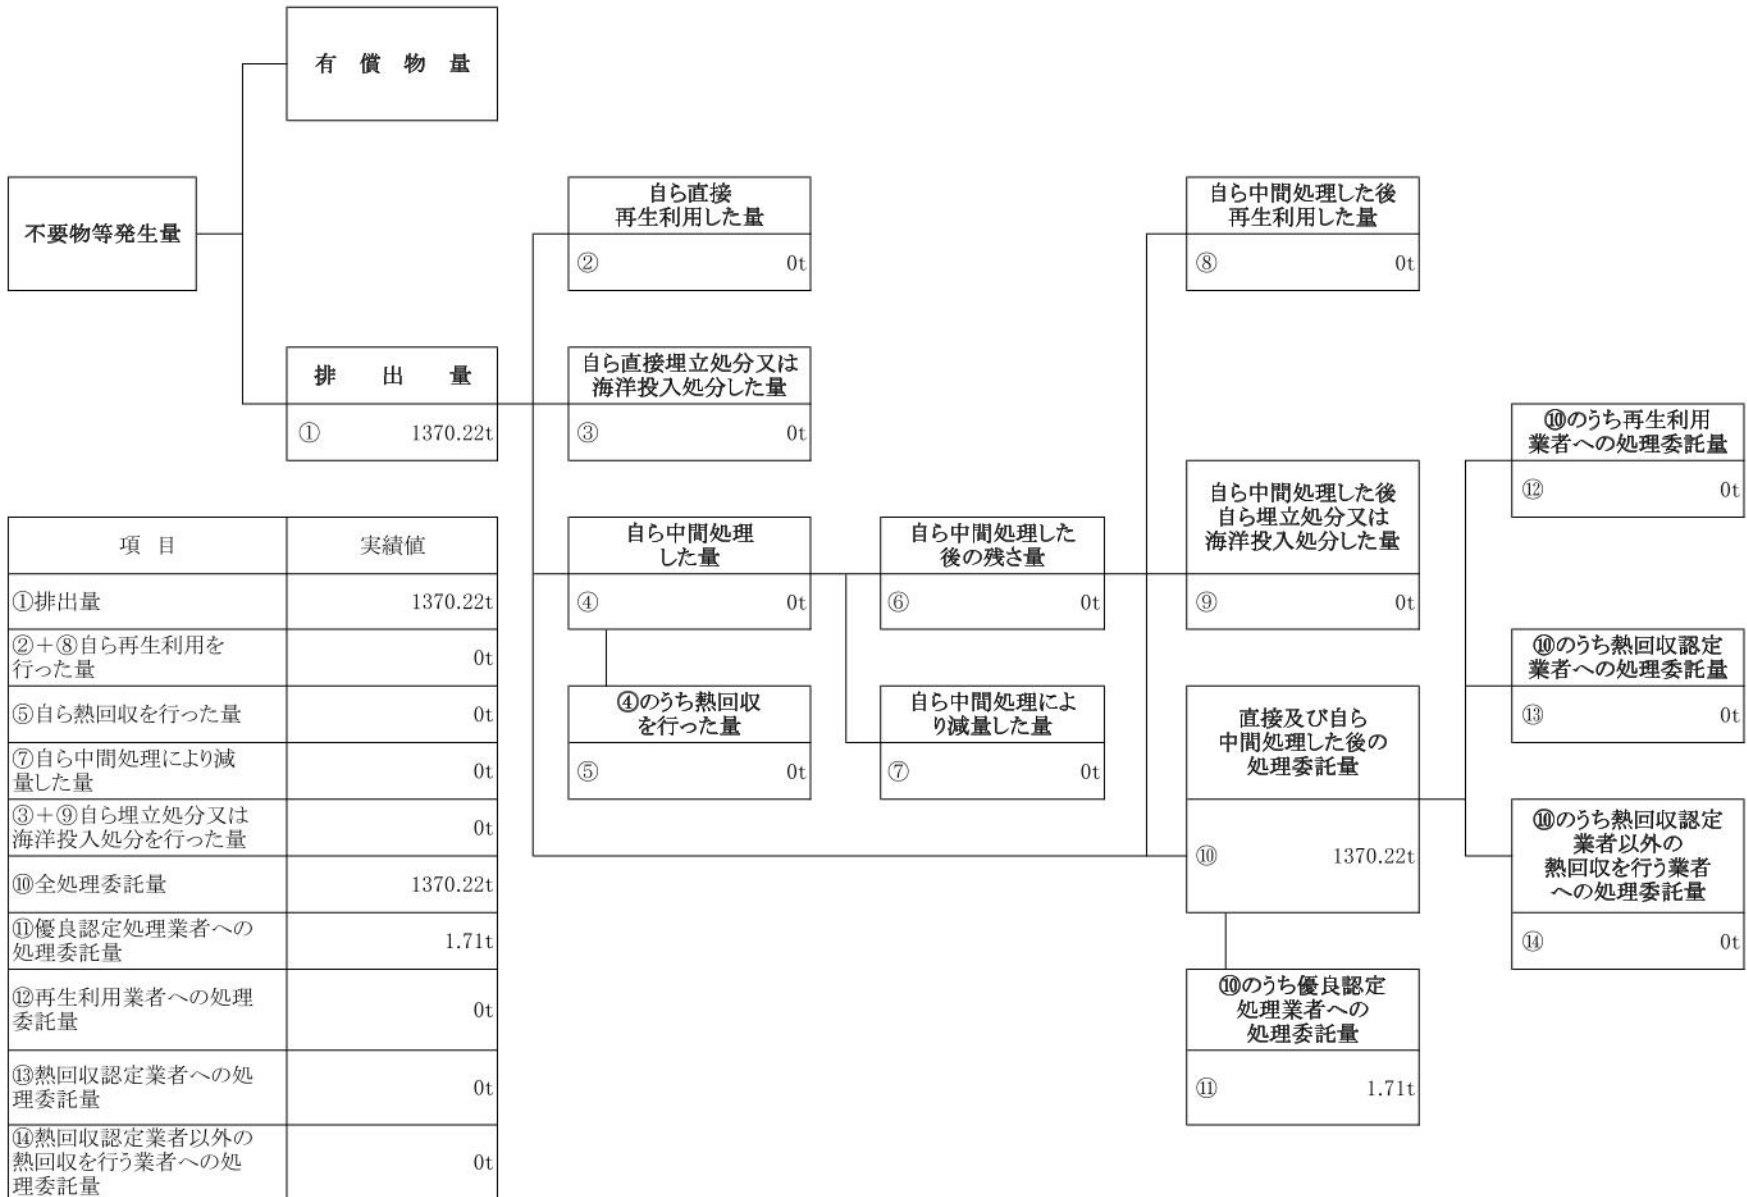 有 償 物 量
不要物等発生量
排 出 量
① 1370.22t
自ら直接
再生利用した量
② 0t
自ら直接埋立処分又は
海洋投入処分した量
③ 0t
自ら中間処理
した量
④ 0t
④のうち熱回収
を行った量
⑤ 0t
自ら中間処理した
後の残さ量
⑥ 0t
自ら中間処理によ
り減量した量
⑦ 0t
自ら中間処理した後
再生利用した量
⑧ 0t
自ら中間処理した後
自ら埋立処分又は
海洋投入処分した量
⑨ 0t
直接及び自ら
中間処理した後の
処理委託量
⑩ 1370.22t
⑩のうち優良認定
処理業者への
処理委託量
⑪ 1.71t
⑩のうち再生利用
業者への処理委託量
⑫ 0t
⑩のうち熱回収認定
業者への処理委託量
⑬ 0t
⑩のうち熱回収認定
業者以外の
熱回収を行う業者
への処理委託量
⑭ 0t
項 目 実績値
①排出量 1370.22t
②+⑧自ら再生利用を
行った量 0t
⑤自ら熱回収を行った量 0t
⑦自ら中間処理により減
量した量 0t
③+⑨自ら埋立処分又は
海洋投入処分を行った量 0t
⑩全処理委託量 1370.22t
⑪優良認定処理業者への
処理委託量 1.71t
⑫再生利用業者への処理
委託量 0t
⑬熱回収認定業者への処
理委託量 0t
⑭熱回収認定業者以外の
熱回収を行う業者への処
理委託量 0t